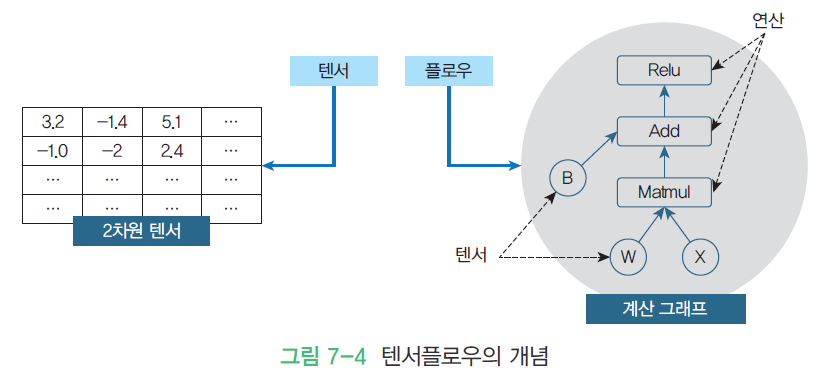 연산
텐서
플로우
Relu
3.2 -1.4 5.1 ...
-1.0 -2 2.4 ...
... ... ... ...
... ... ... ...
2차원 텐서
Add
B
Matmul
텐서
W
X
계산 그래프
그림 7-4 텐서플로우의 개념